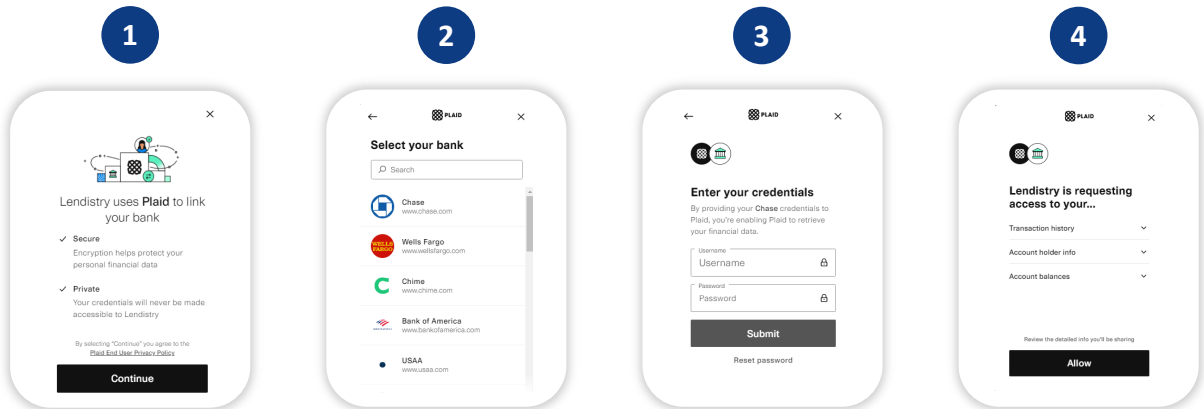 1
2
3
4
Lendistry uses Plaid to link
your bank
Secure
Encryption helps protect your
personal financial data
Private
Your credentials will never be made
accessible to Lendistry
By selecting "Continue" you agree to the
Plaid End User Privacy Policy
Continue
PLAID
Select your bank
Search
Chase
www.chase.com
WELLS
FARGO
Wells Fargo
www.wellsfargo.com
Chime
www.chime.com
Bank of America
www.bankofamerica.com
USAA
www.usaa.com
PLAID
Enter your credentials
By providing your Chase credentials to
Plaid, you're enabling Plaid to retrieve
your financial data.
Username
Username
Password
Password
Submit
Reset password
PLAID
Lendistry is requesting
access to your...
Transaction history
Account holder info
Account balances
Review the detailed info you'll be sharing
Allow